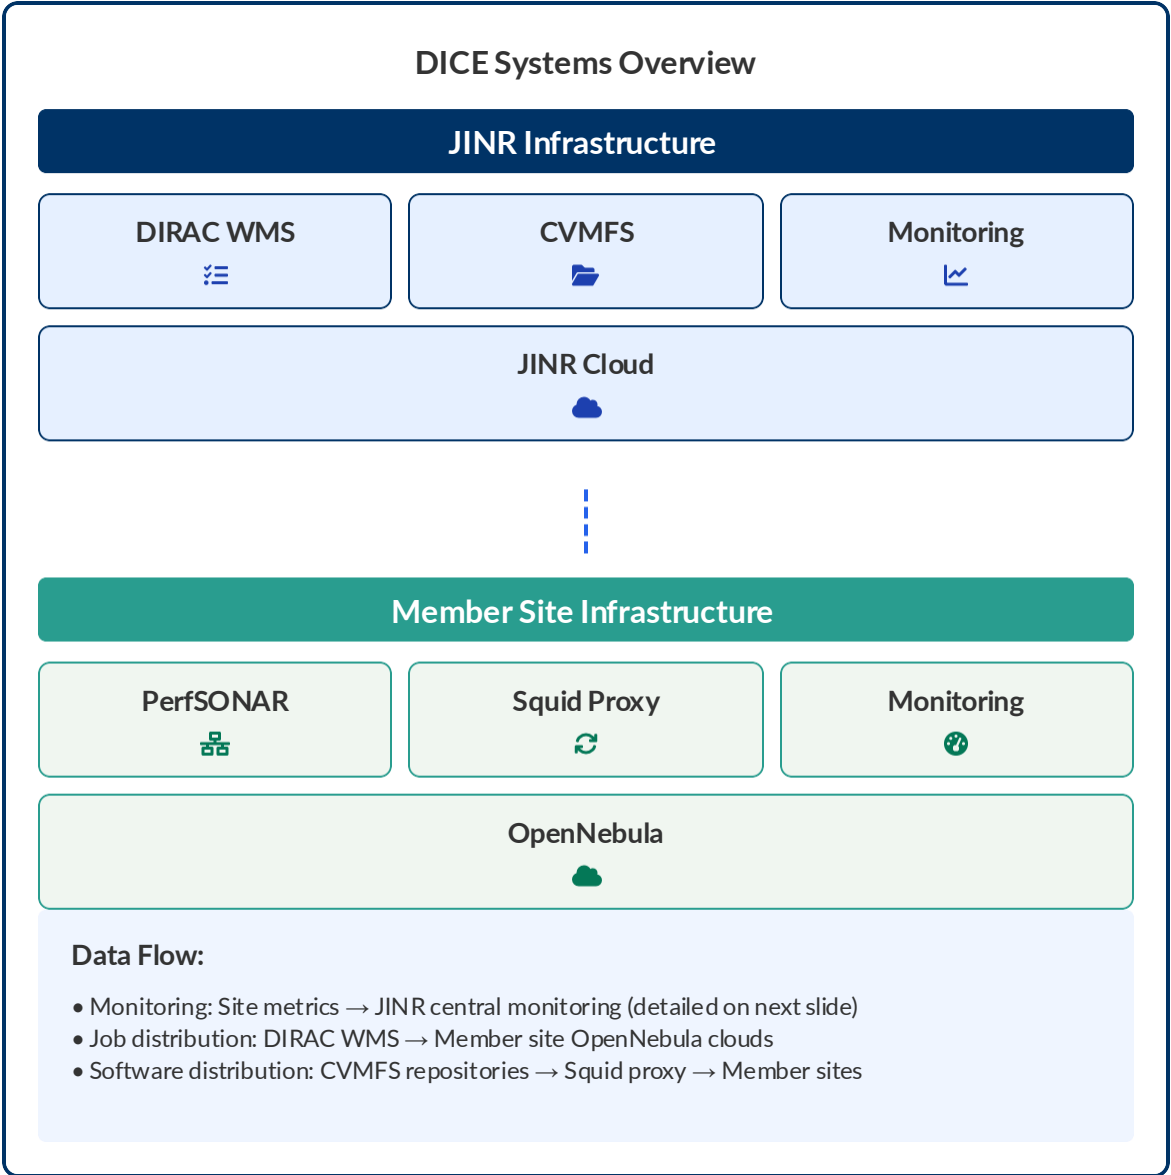 DICE Systems Overview
JINR Infrastructure
DIRAC WMS
CVMFS
Monitoring
JINR Cloud
Member Site Infrastructure
PerfSONAR
Squid Proxy
Monitoring
OpenNebula
Data Flow:
• Monitoring: Site metrics → JINR central monitoring (detailed on next slide)
• Job distribution: DIRAC WMS → Member site OpenNebula clouds
• Software distribution: CVMFS repositories → Squid proxy → Member sites